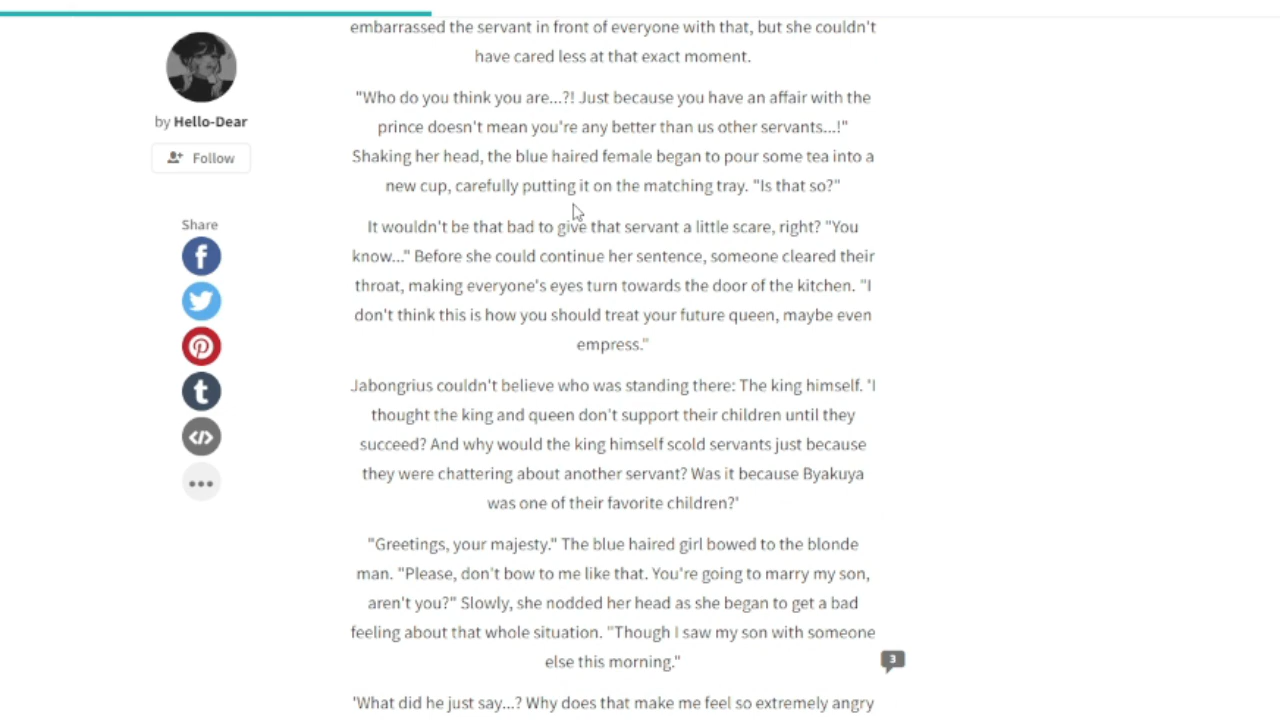 embarrassed the servant in front of everyone with that, but she couldn't
have cared less at that exact moment.
"Who do you think you are...?! Just because you have an affair with the
prince doesn't mean you're any better than us other servants...!"
Shaking her head, the blue haired female began to pour some tea into a
new cup, carefully putting it on the matching tray. "Is that so?"
It wouldn't be that bad to give that servant a little scare, right? "You
know..." Before she could continue her sentence, someone cleared their
throat, making everyone's eyes turn towards the door of the kitchen. "I
don't think this is how you should treat your future queen, maybe even
empress."
Jabongrius couldn't believe who was standing there: The king himself. 'I
thought the king and queen don't support their children until they
succeed? And why would the king himself scold servants just because
they were chattering about another servant? Was it because Byakuya
was one of their favorite children?'
"Greetings, your majesty." The blue haired girl bowed to the blonde
man. "Please, don't bow to me like that. You're going to marry my son,
aren't you?" Slowly, she nodded her head as she began to get a bad
feeling about that whole situation. "Though I saw my son with someone
else this morning."
3
'What did he just say...? Why does that make me feel so extremely angry
by Hello-Dear
Follow
Share